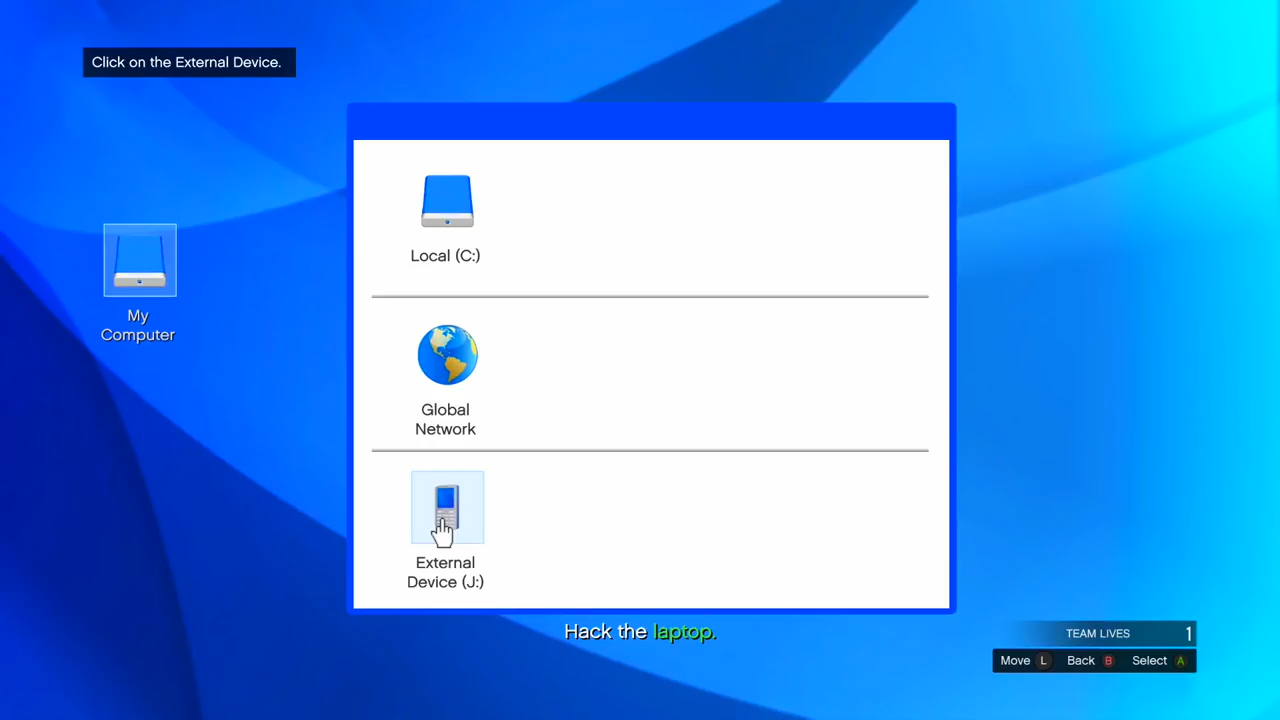 Click on the External Device.
Local (C:)
My
Computer
Global
Network
External
Device (J:)
Hack the laptop.
TEAM LIVES 1
Move L Back B Select A